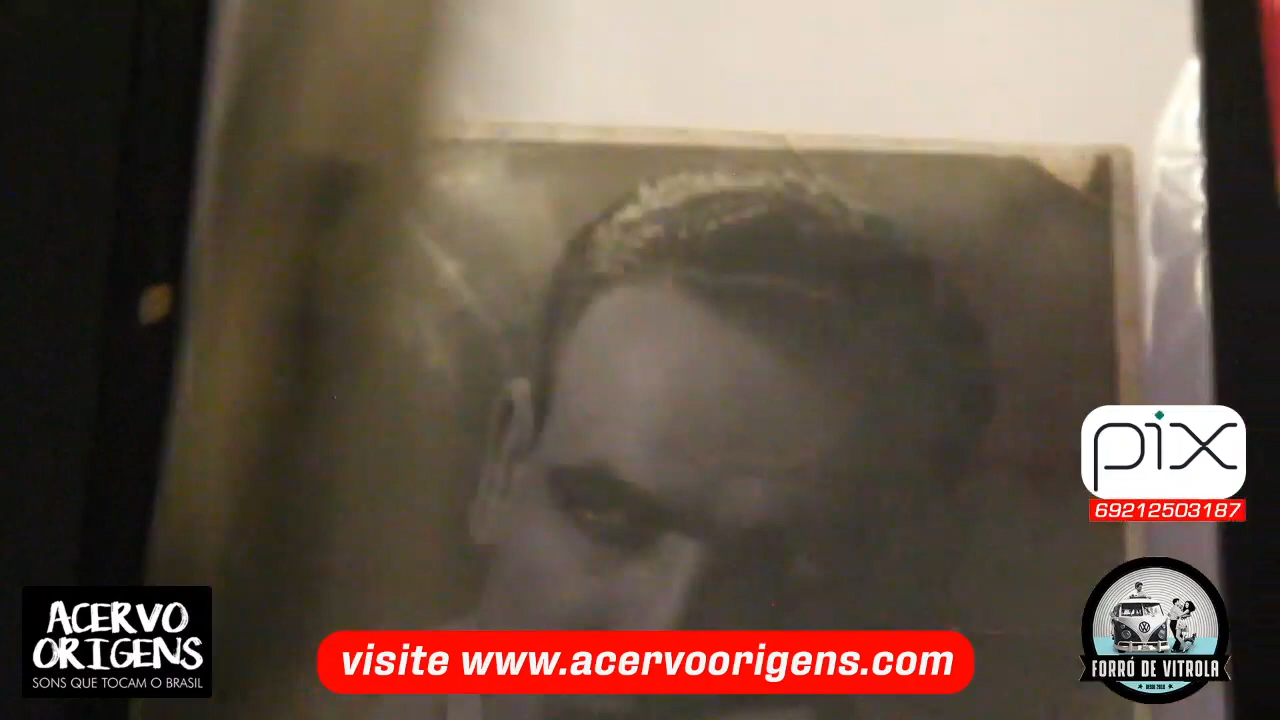 pix
69212503187
ACERVO
ORIGENS
SONS QUE TOCAM O BRASIL
visite www.acervoorigens.com
FORRÓ DE VITROLA